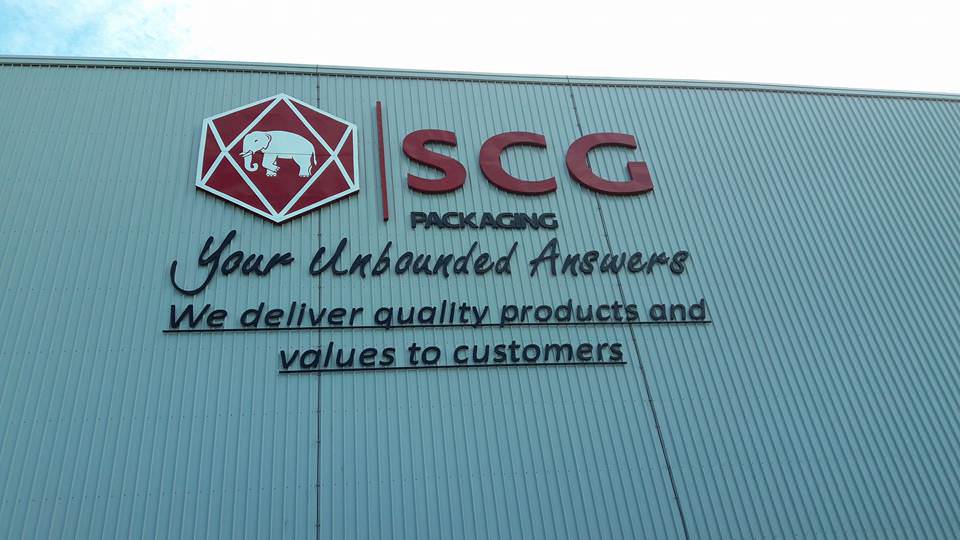 SCG
PACKAGING
Your Unbounded Answers
We deliver quality products and
values to customers